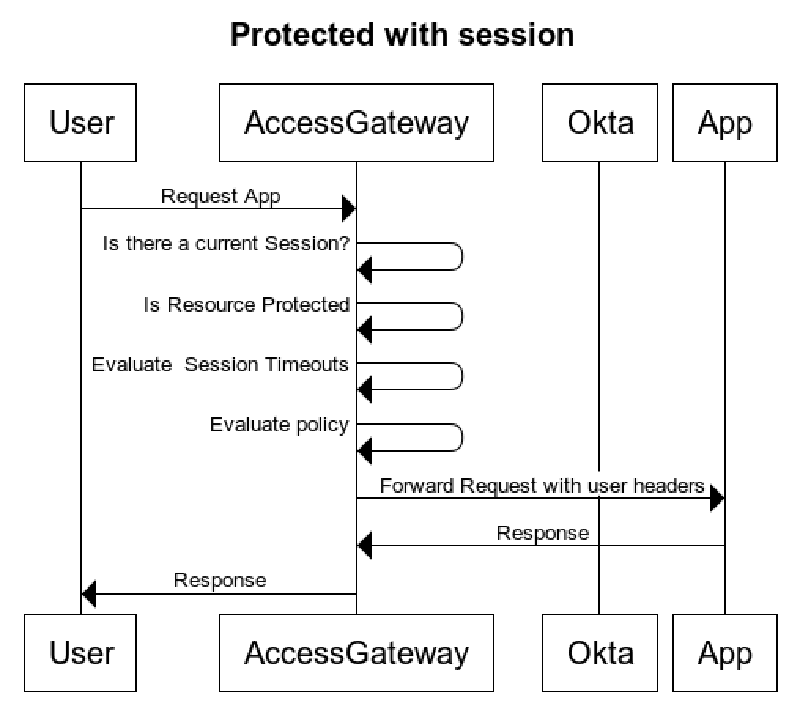 Protected with session
User
AccessGateway
Okta
App
Request App
Is there a current Session?
Is Resource Protected
Evaluate  Session Timeouts
Evaluate policy
Forward Request with user headers
Response
Response
User
AccessGateway
Okta
App